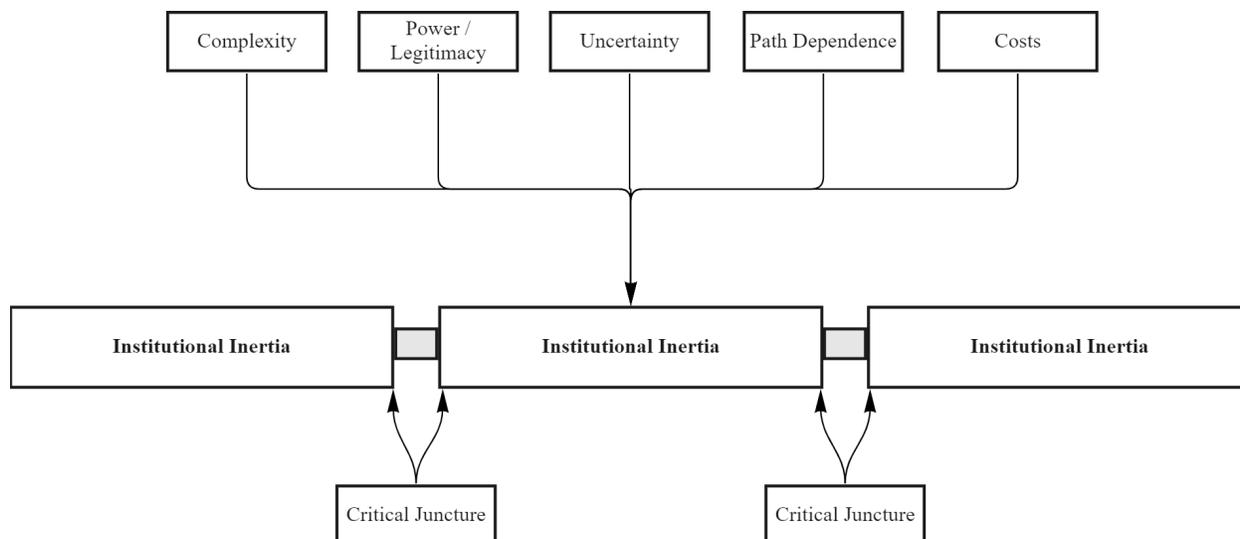 Complexity
Power /
Legitimacy
Uncertainty
Path Dependence
Costs
Institutional Inertia
Institutional Inertia
Institutional Inertia
Critical Juncture
Critical Juncture